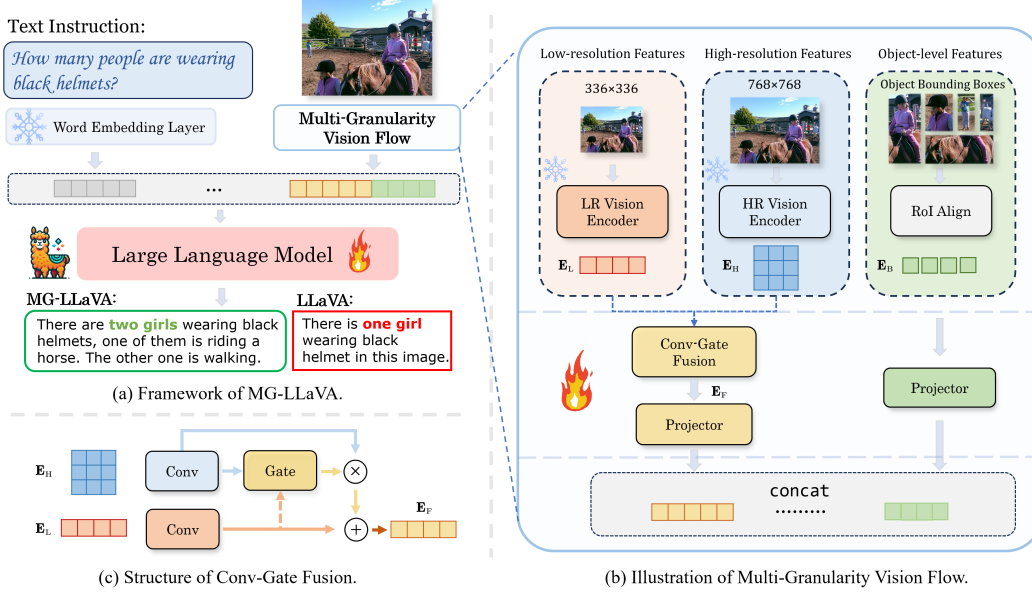 Text Instruction:
How many people are wearing
black helmets?
Word Embedding Layer
Multi-Granularity
Vision Flow
...
Large Language Model
MG-LLaVA:
There are two girls wearing black
helmets, one of them is riding a
horse. The other one is walking.
LLaVA:
There is one girl
wearing black
helmet in this image.
(a) Framework of MG-LLaVA.
E_H
Conv
Gate
×
E_L
Conv
+
E_F
(c) Structure of Conv-Gate Fusion.
Low-resolution Features
High-resolution Features
Object-level Features
336×336
768×768
Object Bounding Boxes
LR Vision
Encoder
HR Vision
Encoder
RoI Align
E_L
E_H
E_B
Conv-Gate
Fusion
E_F
Projector
Projector
concat
.........
(b) Illustration of Multi-Granularity Vision Flow.